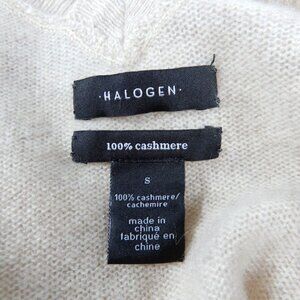 ·HALOGEN·
100% cashmere
S
100% cashmere/
cachemire
made in
china
fabriqué en
chine